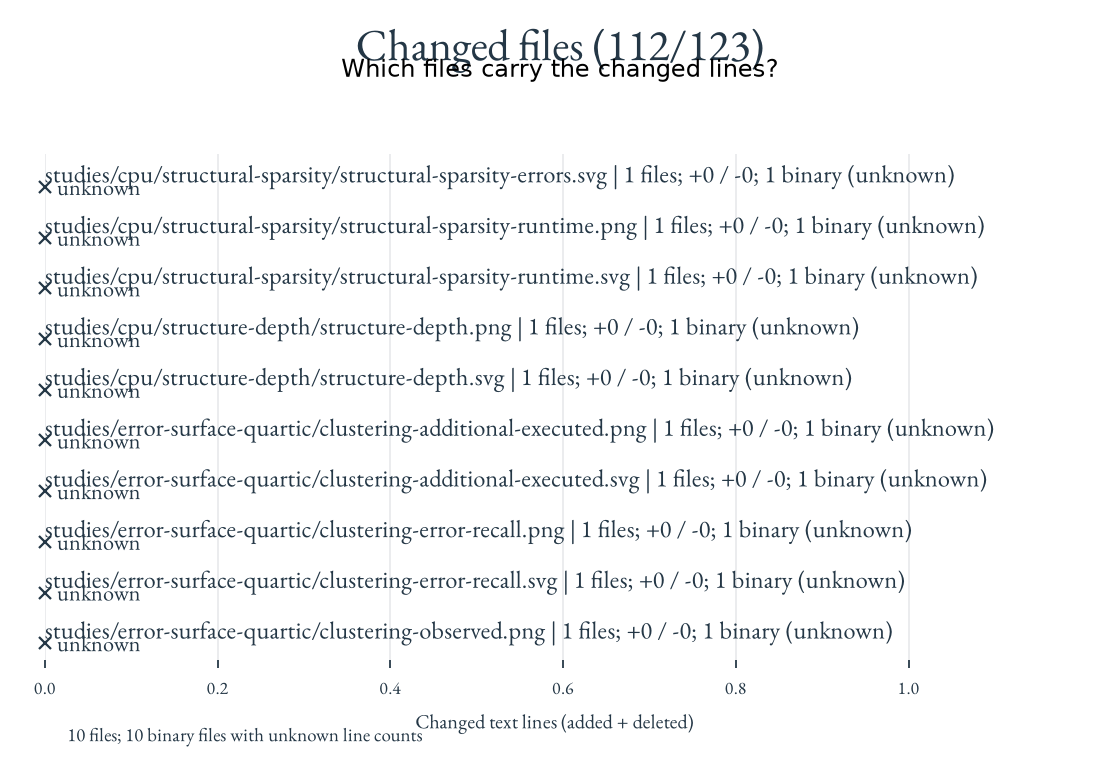 Changed files (112/123)
Which files carry the changed lines?
studies/cpu/structural-sparsity/structural-sparsity-errors.svg | 1 files; +0 / -0; 1 binary (unknown)
unknown
studies/cpu/structural-sparsity/structural-sparsity-runtime.png | 1 files; +0 / -0; 1 binary (unknown)
unknown
studies/cpu/structural-sparsity/structural-sparsity-runtime.svg | 1 files; +0 / -0; 1 binary (unknown)
unknown
studies/cpu/structure-depth/structure-depth.png | 1 files; +0 / -0; 1 binary (unknown)
unknown
studies/cpu/structure-depth/structure-depth.svg | 1 files; +0 / -0; 1 binary (unknown)
unknown
studies/error-surface-quartic/clustering-additional-executed.png | 1 files; +0 / -0; 1 binary (unknown)
unknown
studies/error-surface-quartic/clustering-additional-executed.svg | 1 files; +0 / -0; 1 binary (unknown)
unknown
studies/error-surface-quartic/clustering-error-recall.png | 1 files; +0 / -0; 1 binary (unknown)
unknown
studies/error-surface-quartic/clustering-error-recall.svg | 1 files; +0 / -0; 1 binary (unknown)
unknown
studies/error-surface-quartic/clustering-observed.png | 1 files; +0 / -0; 1 binary (unknown)
unknown
0.0 0.2 0.4 0.6 0.8 1.0
Changed text lines (added + deleted)
10 files; 10 binary files with unknown line counts